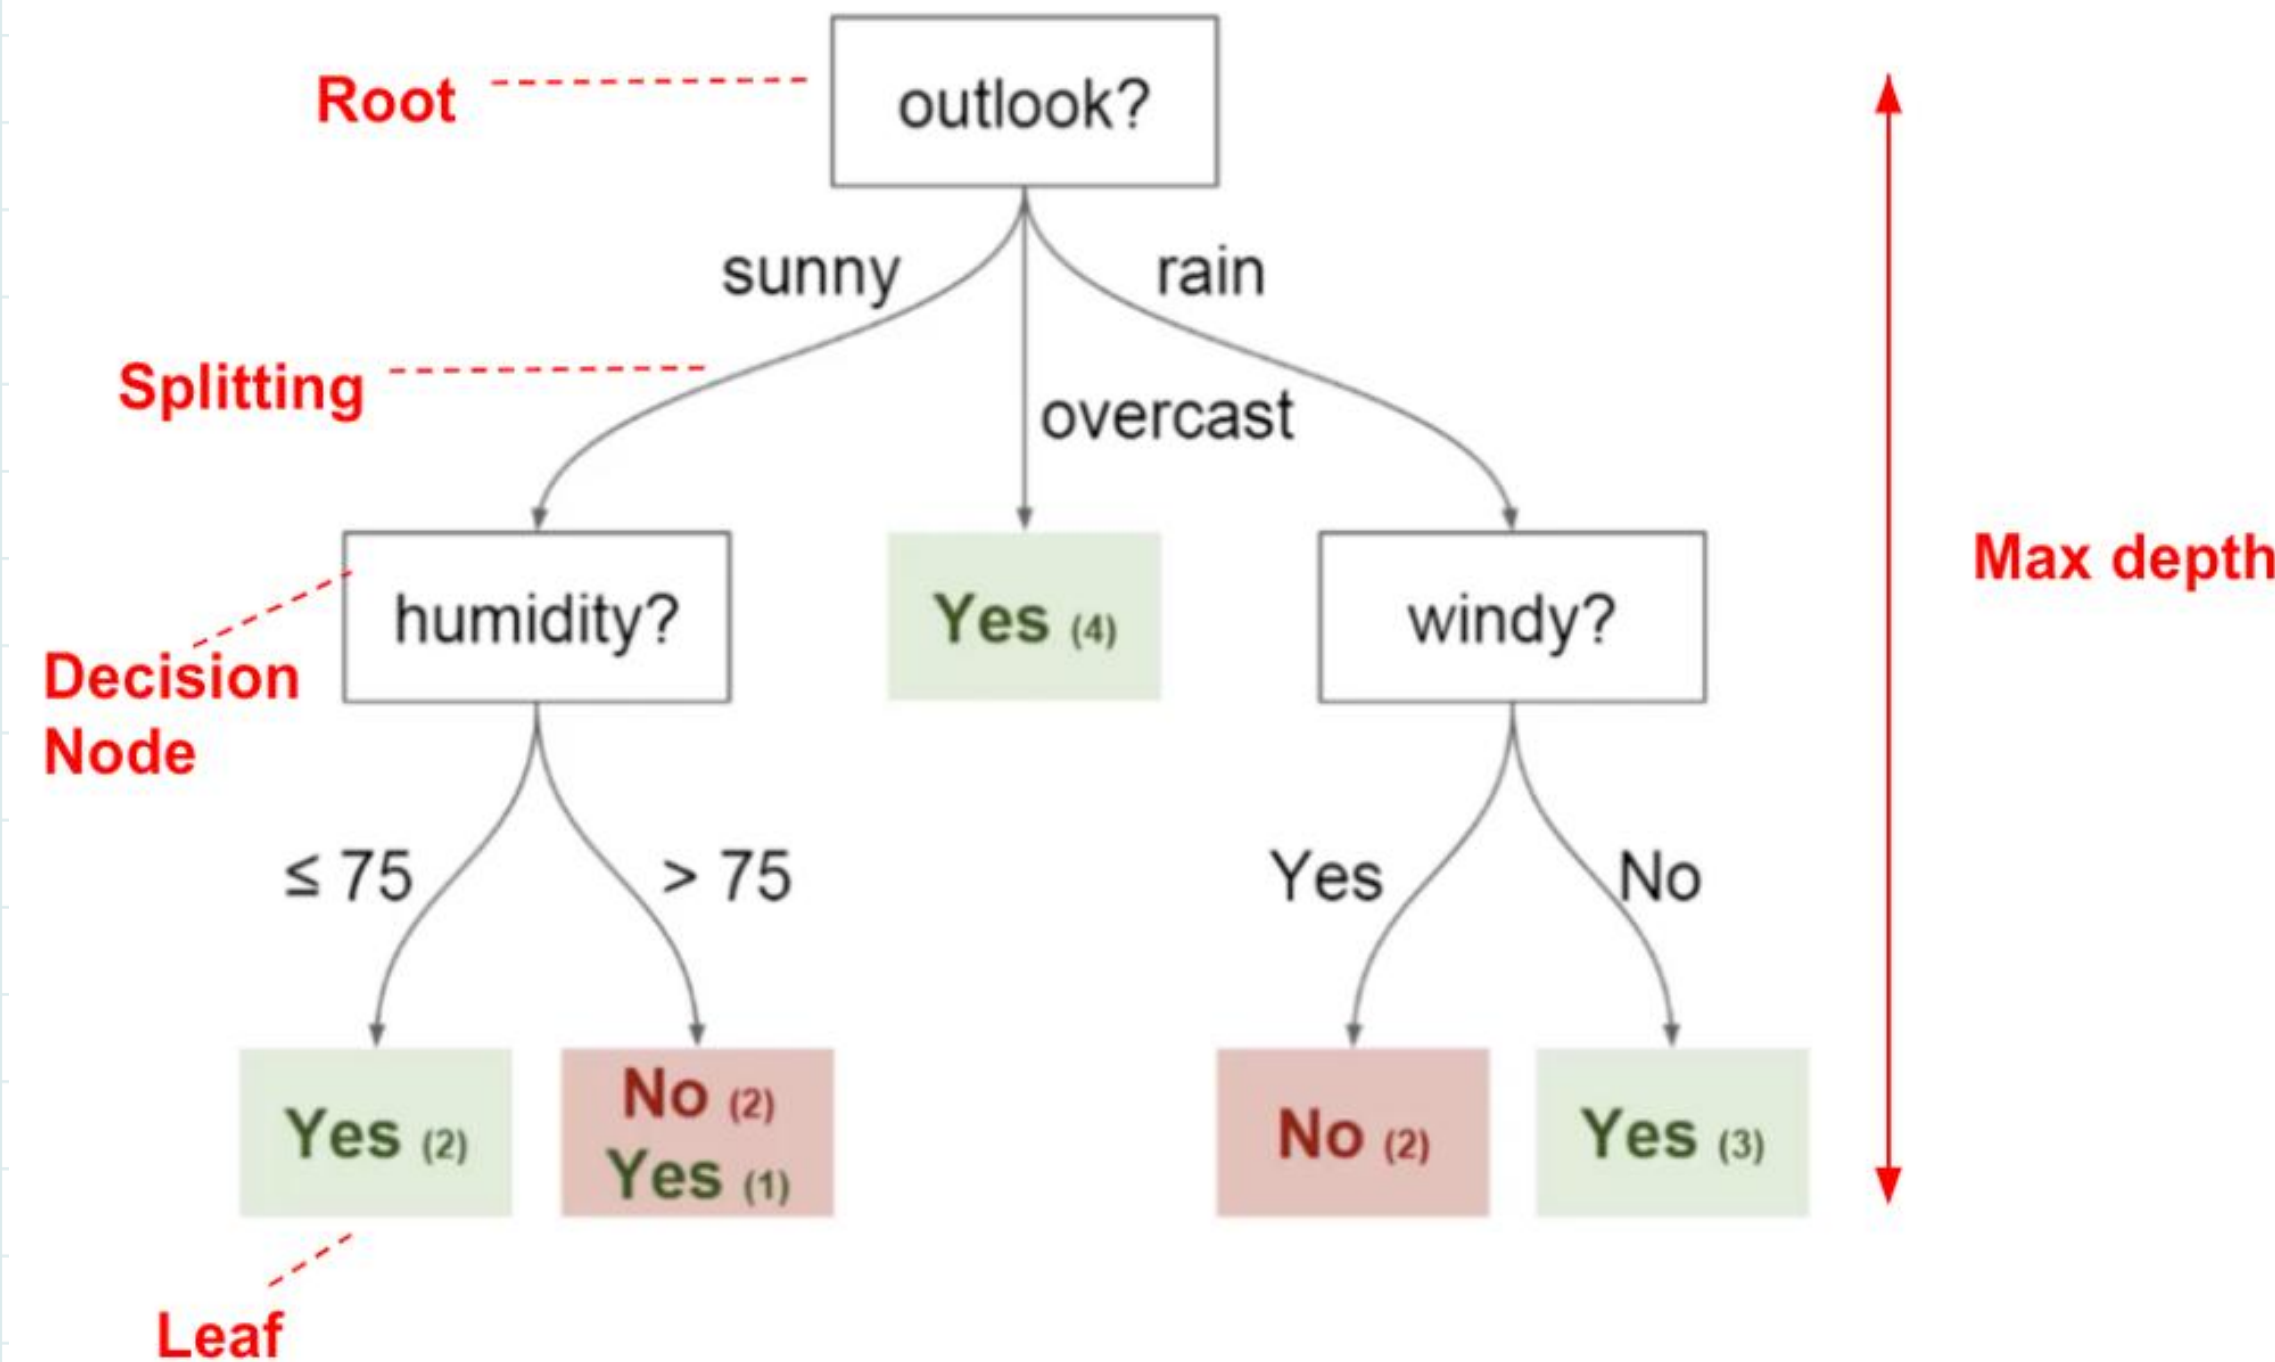 outlook?
Root
sunny
rain
Splitting
overcast
Max depth
humidity?
Yes (4)
windy?
Decision
Node
≤ 75
> 75
Yes
No
Yes (2)
No (2)
Yes (1)
No (2)
Yes (3)
Leaf